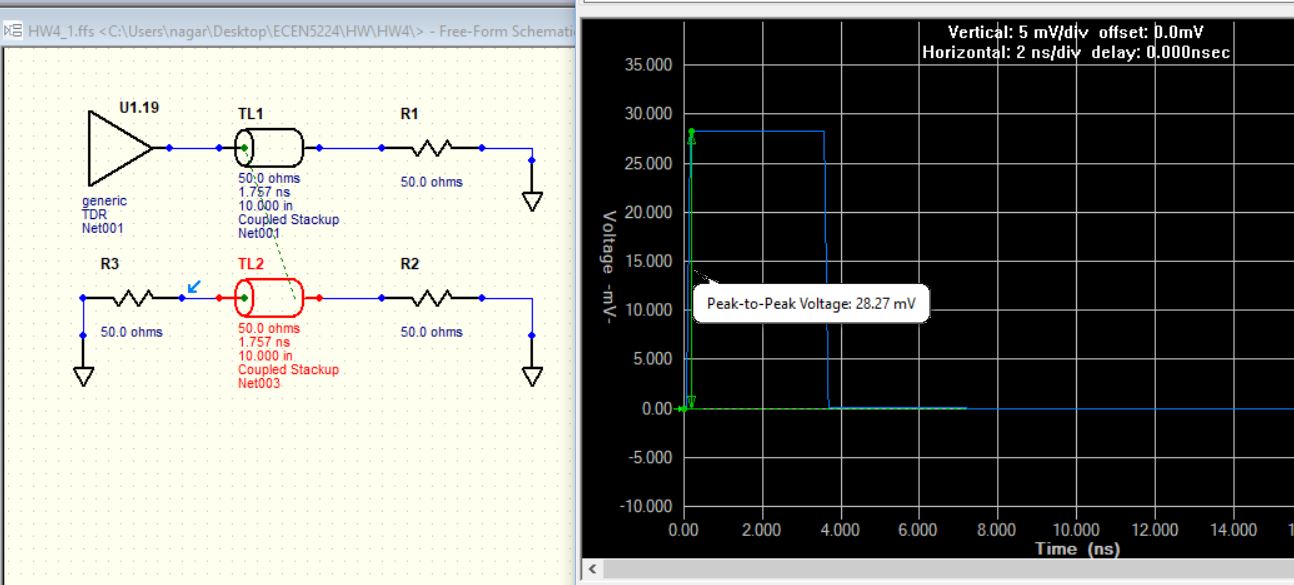 HW4_1.ffs <C:\Users\nagar\Desktop\ECEN5224\HW\HW4\> - Free-Form Schemati
U1.19
TL1
R1
50.0 ohms
1.757 ns
10.000 in
Coupled Stackup
Net001
50.0 ohms
generic
TDR
Net001
R3
TL2
R2
50.0 ohms
50.0 ohms
1.757 ns
10.000 in
Coupled Stackup
Net003
50.0 ohms
Vertical: 5 mV/div offset: 0.0mV
Horizontal: 2 ns/div delay: 0.000nsec
35.000
30.000
25.000
20.000
15.000
10.000
5.000
0.00
-5.000
-10.000
Voltage -mV-
Peak-to-Peak Voltage: 28.27 mV
0.00 2.000 4.000 6.000 8.000 10.000 12.000 14.000 1
Time (ns)